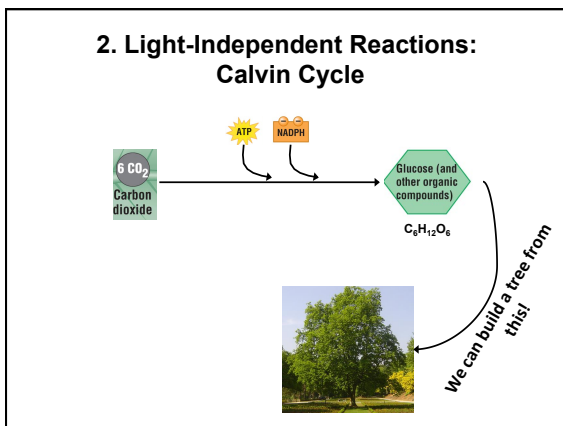 2. Light-Independent Reactions:
Calvin Cycle
ATP
NADPH
6 CO₂
Carbon
dioxide
Glucose (and
other organic
compounds)
C₆H₁₂O₆
We can build a tree from
this!